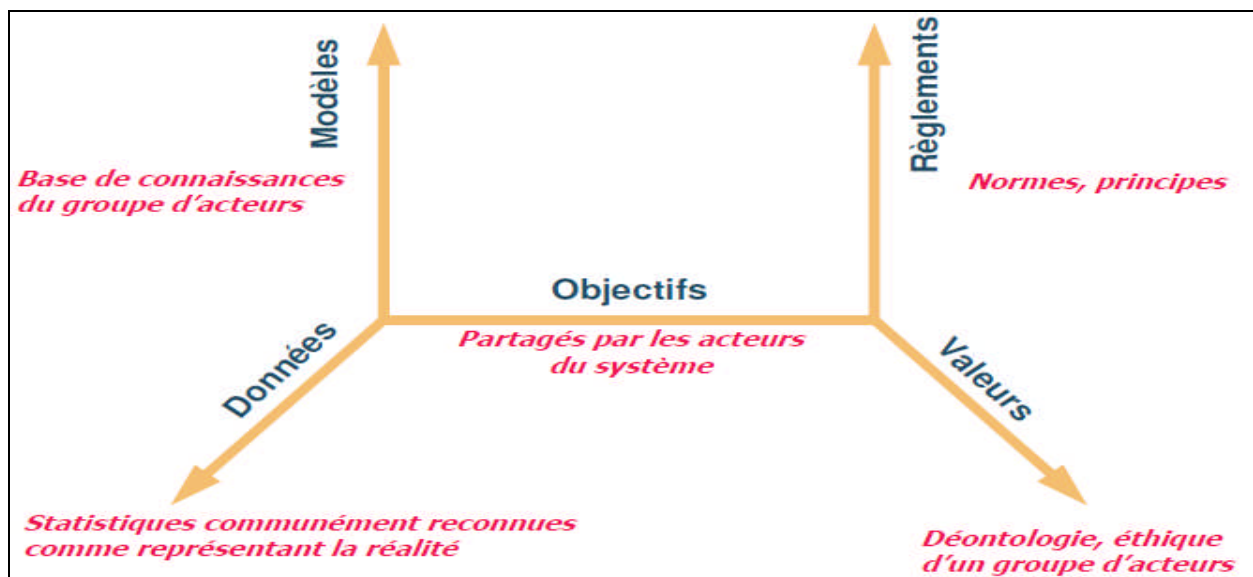 Modèles
Règlements
Base de connaissances
du groupe d'acteurs
Normes, principes
Objectifs
Partagés par les acteurs
du système
Données
Valeurs
Statistiques communément reconnues
comme représentant la réalité
Déontologie, éthique
d'un groupe d'acteurs